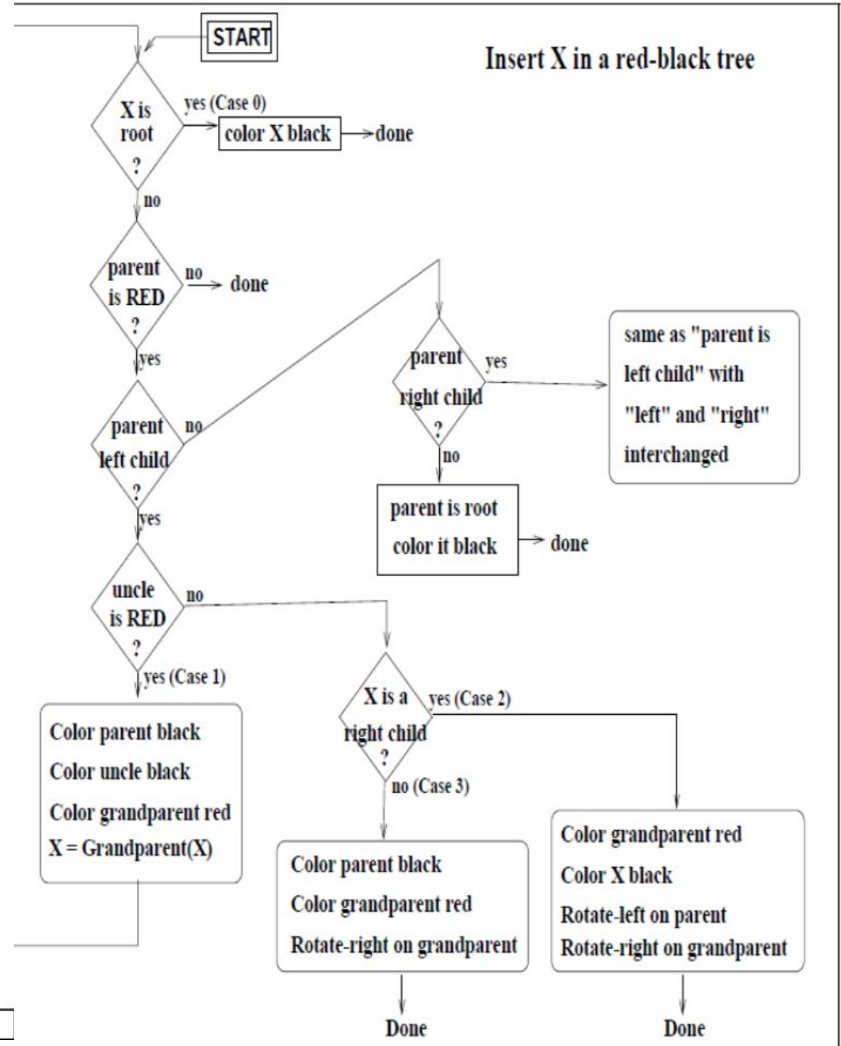 START
Insert X in a red-black tree
X is
root
?
yes (Case 0)
color X black
done
no
parent
is RED
?
no
done
yes
parent
left child
?
no
parent
right child
?
yes
same as "parent is
left child" with
"left" and "right"
interchanged
no
parent is root
color it black
done
yes
uncle
is RED
?
no
yes (Case 1)
Color parent black
Color uncle black
Color grandparent red
X = Grandparent(X)
X is a
right child
?
yes (Case 2)
no (Case 3)
Color parent black
Color grandparent red
Rotate-right on grandparent
Done
Color grandparent red
Color X black
Rotate-left on parent
Rotate-right on grandparent
Done